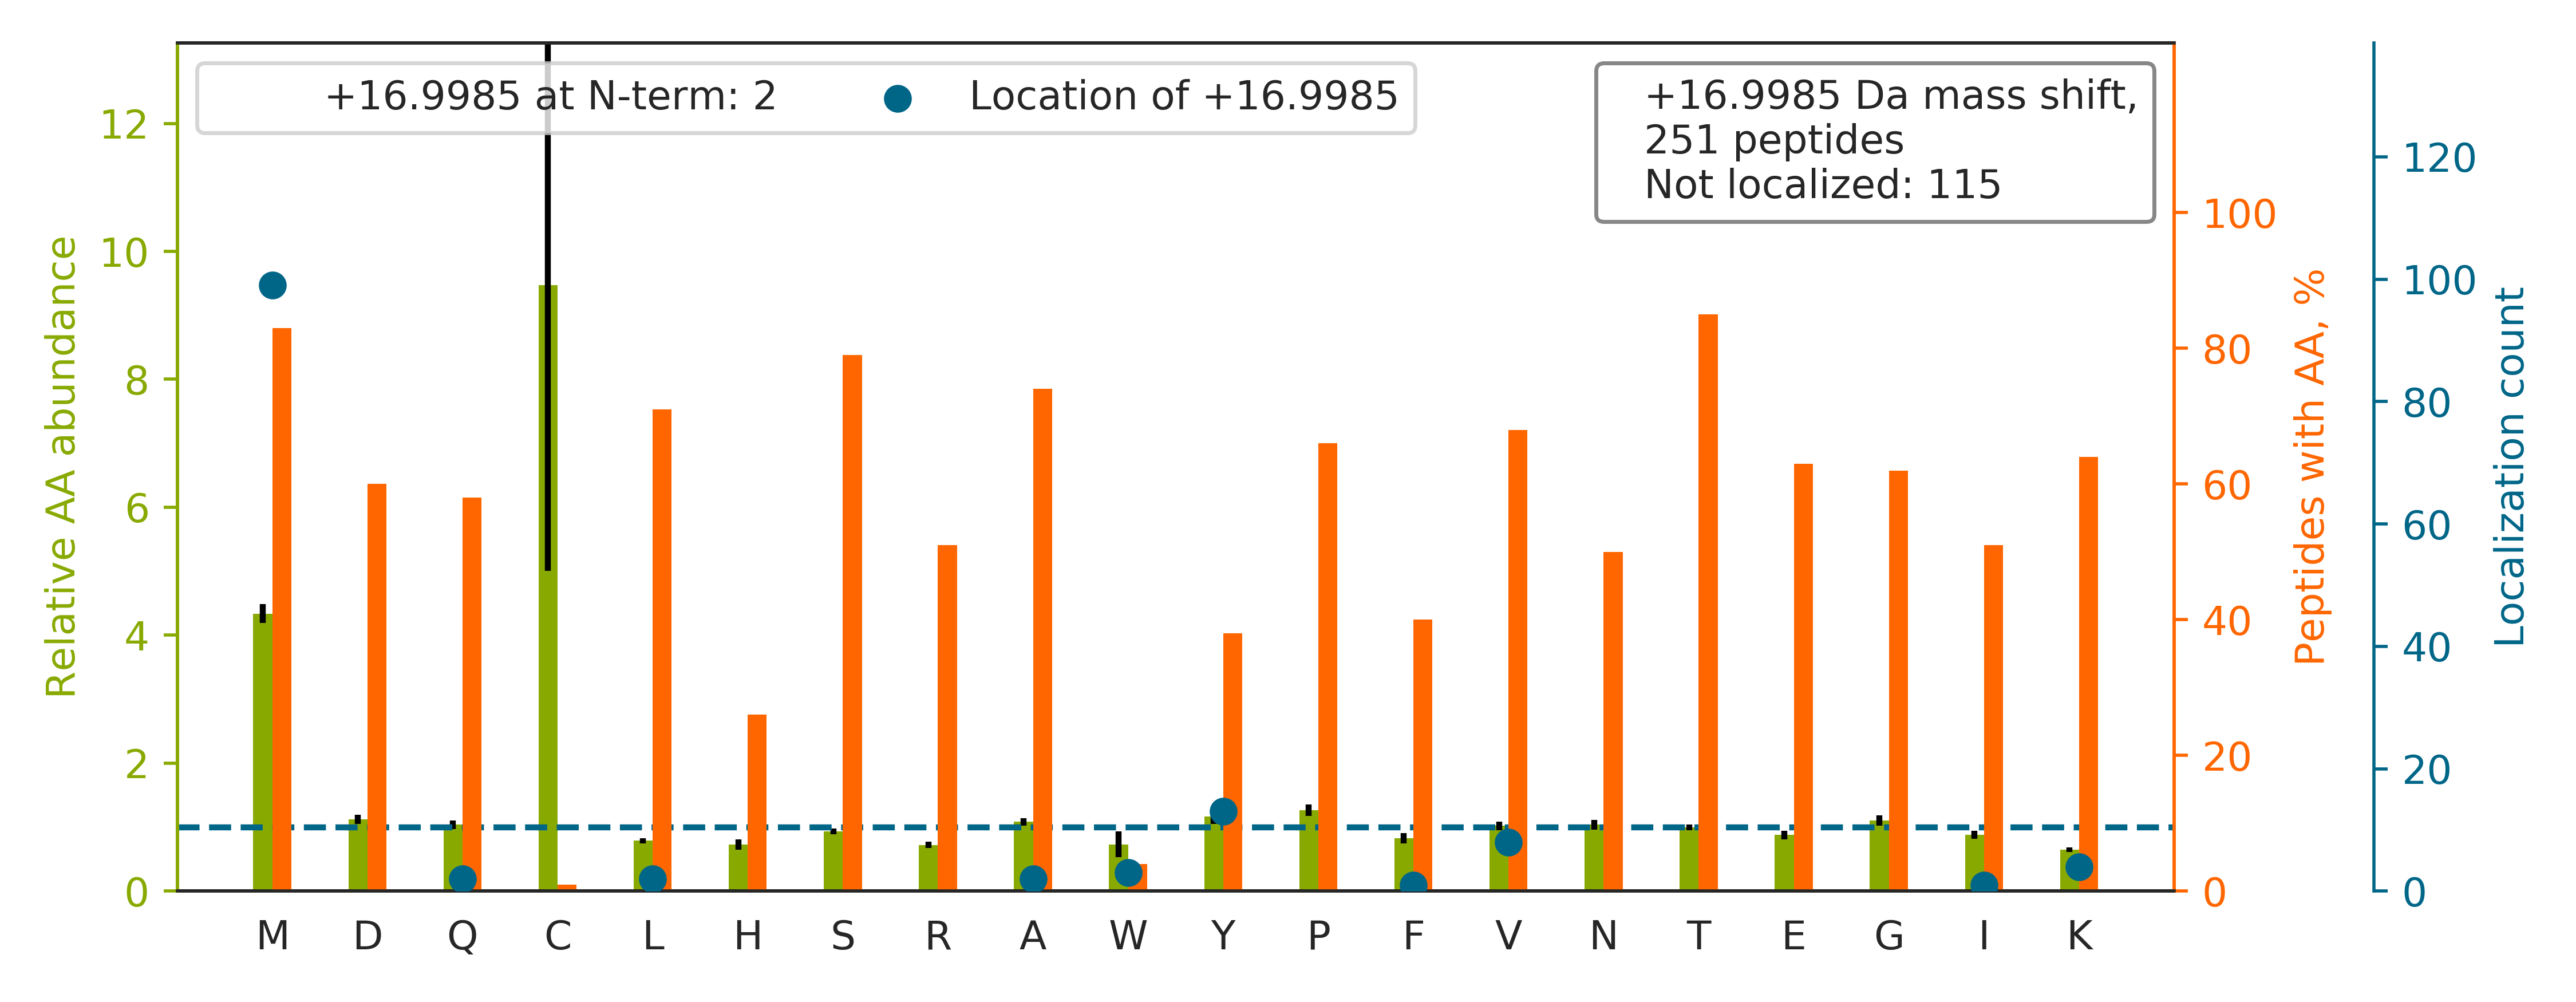 +16.9985 at N-term: 2
Location of +16.9985
+16.9985 Da mass shift,
251 peptides
Not localized: 115
Relative AA abundance
12
10
8
6
4
2
0
100
80
60
40
20
0
Peptides with AA, %
120
100
80
60
40
20
0
Localization count
M D Q C L H S R A W Y P F V N T E G I K